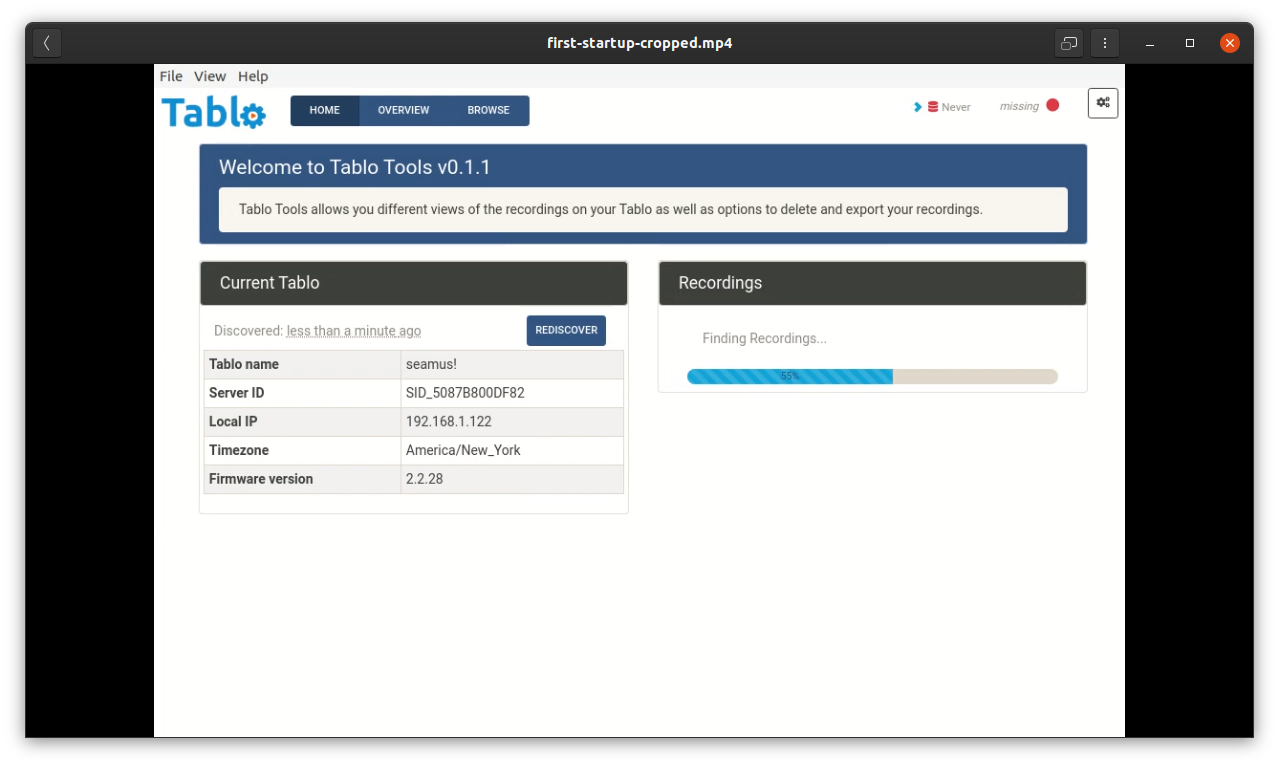 first-startup-cropped.mp4
File View Help
Tablo
HOME OVERVIEW BROWSE
Never
missing
Welcome to Tablo Tools v0.1.1
Tablo Tools allows you different views of the recordings on your Tablo as well as options to delete and export your recordings.
Current Tablo
Discovered: less than a minute ago
REDISCOVER
Tablo name seamus!
Server ID SID_5087B800DF82
Local IP 192.168.1.122
Timezone America/New_York
Firmware version 2.2.28
Recordings
Finding Recordings...
55%